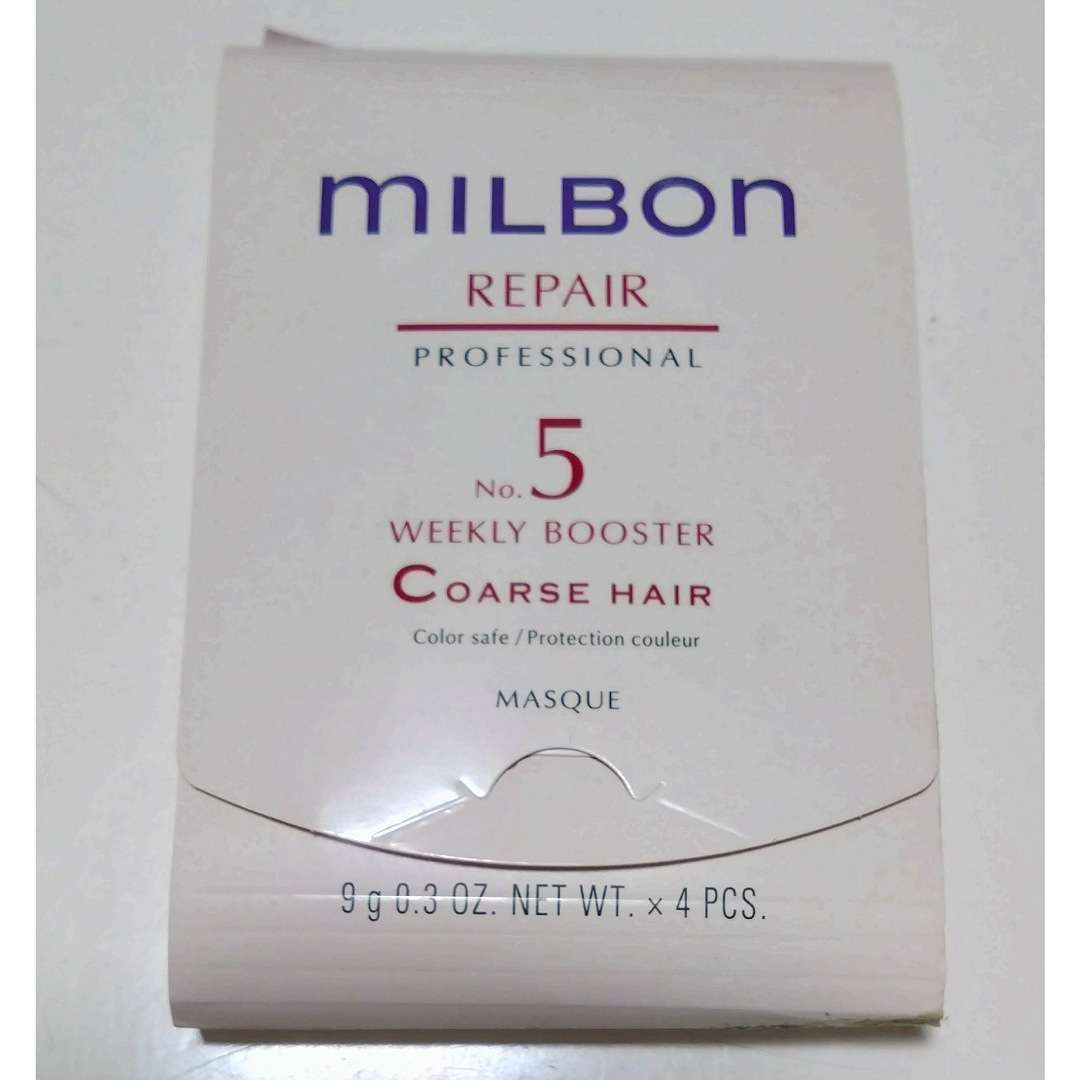 MILBON
REPAIR
PROFESSIONAL
No. 5
WEEKLY BOOSTER
COARSE HAIR
Color safe / Protection couleur
MASQUE
9 g 0.3 OZ. NET WT. × 4 PCS.